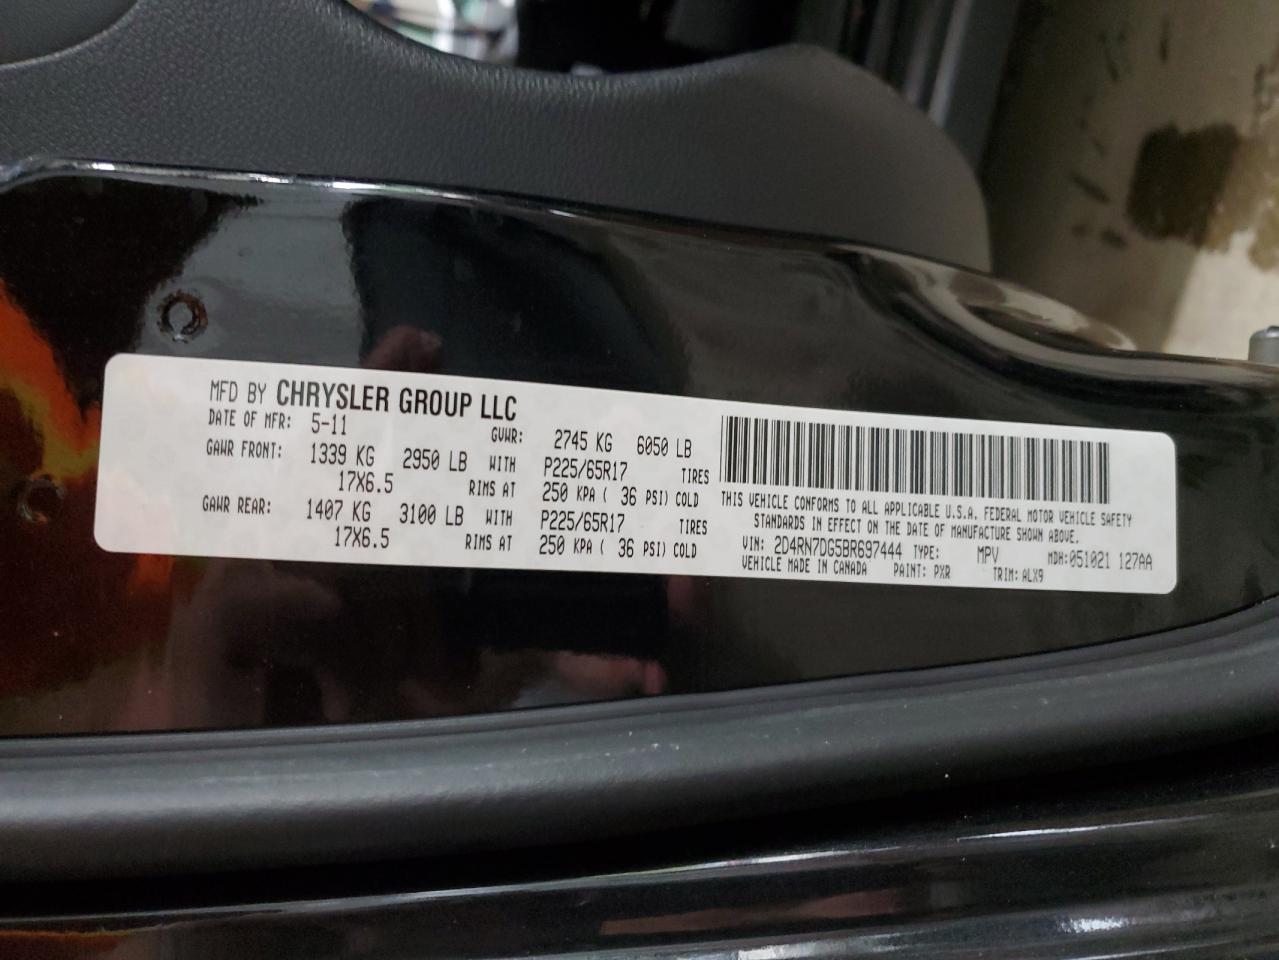 MFD BY CHRYSLER GROUP LLC
DATE OF MFR: 5-11 GVWR: 2745 KG 6050 LB
GAWR FRONT: 1339 KG 2950 LB WITH P225/65R17 TIRES
17X6.5 RIMS AT 250 KPA ( 36 PSI) COLD
GAWR REAR: 1407 KG 3100 LB WITH P225/65R17 TIRES
17X6.5 RIMS AT 250 KPA ( 36 PSI) COLD
THIS VEHICLE CONFORMS TO ALL APPLICABLE U.S.A. FEDERAL MOTOR VEHICLE SAFETY
STANDARDS IN EFFECT ON THE DATE OF MANUFACTURE SHOWN ABOVE.
VIN: 2D4RN7DG5BR697444 TYPE: MPV MDH:051021 127AA
VEHICLE MADE IN CANADA PAINT: PXR TRIM: ALX9